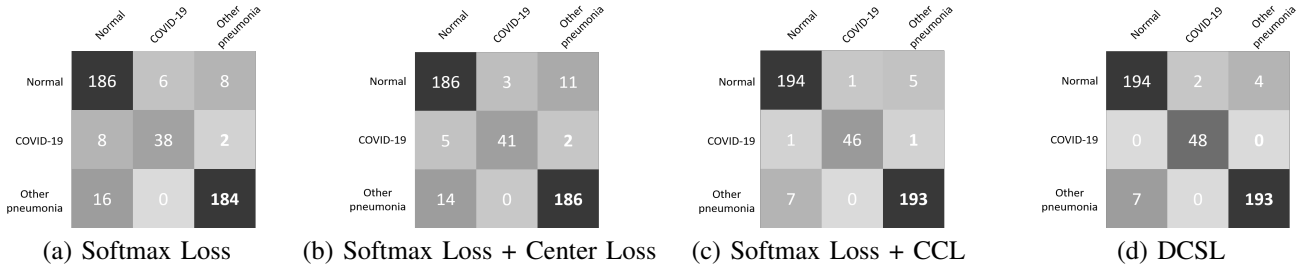 Normal COVID-19 Other pneumonia
Normal 186 6 8
COVID-19 8 38 2
Other pneumonia 16 0 184
(a) Softmax Loss
Normal COVID-19 Other pneumonia
Normal 186 3 11
COVID-19 5 41 2
Other pneumonia 14 0 186
(b) Softmax Loss + Center Loss
Normal COVID-19 Other pneumonia
Normal 194 1 5
COVID-19 1 46 1
Other pneumonia 7 0 193
(c) Softmax Loss + CCL
Normal COVID-19 Other pneumonia
Normal 194 2 4
COVID-19 0 48 0
Other pneumonia 7 0 193
(d) DCSL